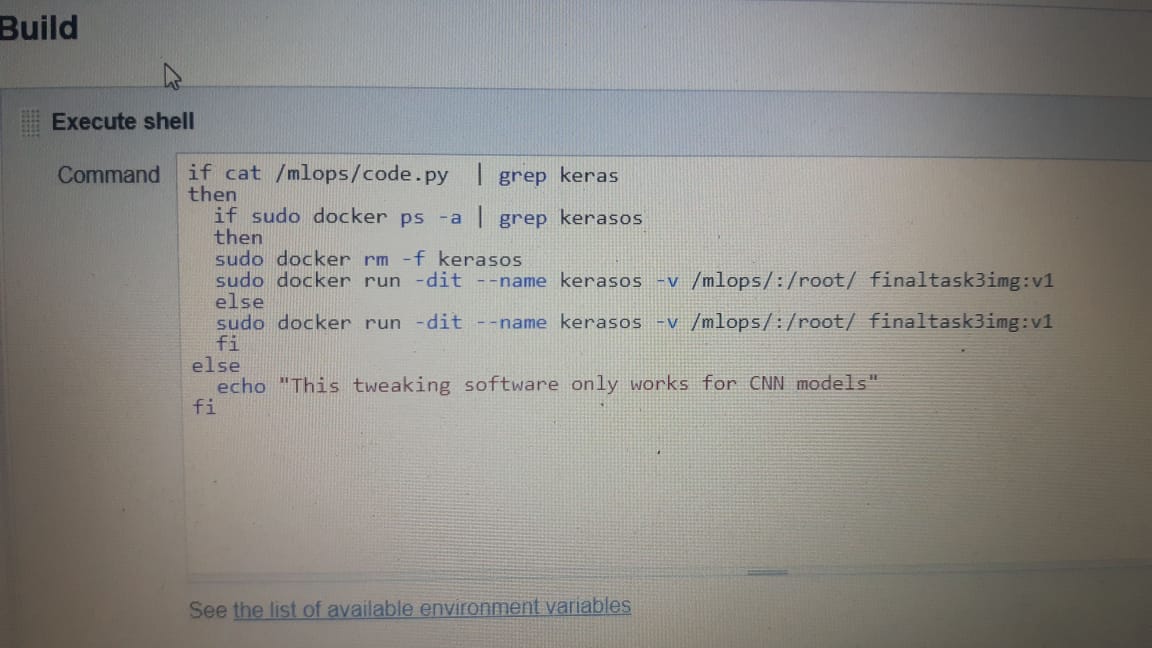 Build
Execute shell
Command
if cat /mlops/code.py | grep keras
then
if sudo docker ps -a | grep kerasos
then
sudo docker rm -f kerasos
sudo docker run -dit --name kerasos -v /mlops/:/root/ finaltask3img:v1
else
sudo docker run -dit --name kerasos -v /mlops/:/root/ finaltask3img:v1
fi
else
echo "This tweaking software only works for CNN models"
fi
See the list of available environment variables